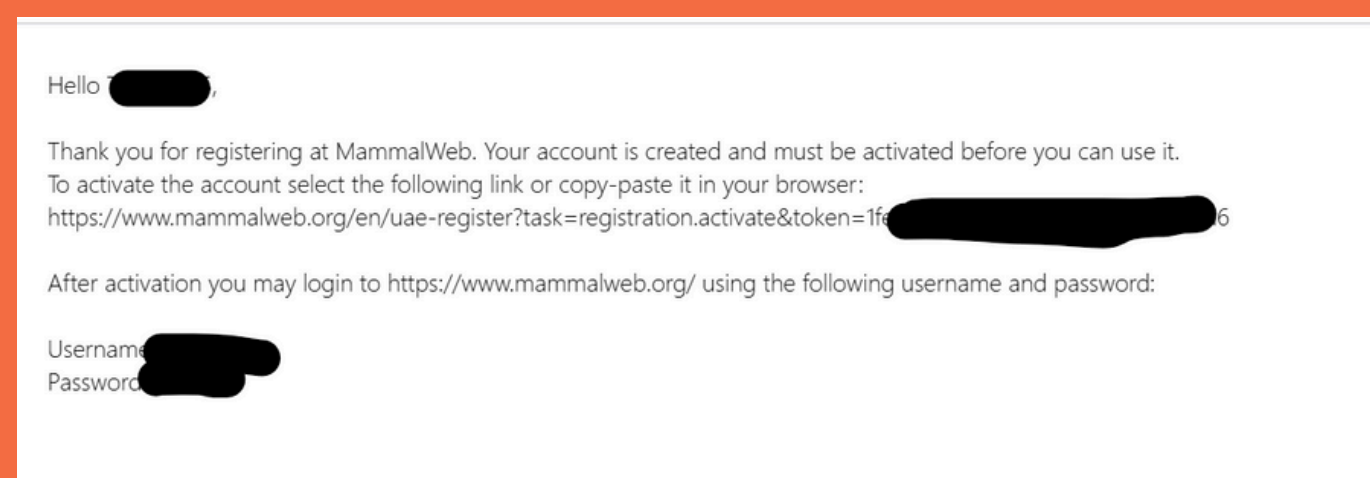 Hello
Thank you for registering at MammalWeb. Your account is created and must be activated before you can use it.
To activate the account select the following link or copy-paste it in your browser:
https://www.mammalweb.org/en/uae-register?task=registration.activate&token=1fe
After activation you may login to https://www.mammalweb.org/ using the following username and password:
Username
Password